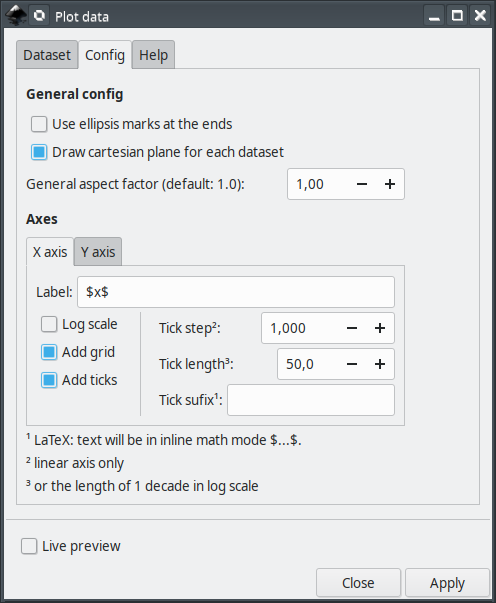 Plot data
Dataset Config Help
General config
Use ellipsis marks at the ends
Draw cartesian plane for each dataset
General aspect factor (default: 1.0): 1,00
Axes
X axis Y axis
Label: $x$
Log scale Tick step²: 1,000
Add grid Tick length³: 50,0
Add ticks Tick sufix¹:
¹ LaTeX: text will be in inline math mode $...$.
² linear axis only
³ or the length of 1 decade in log scale
Live preview
Close Apply